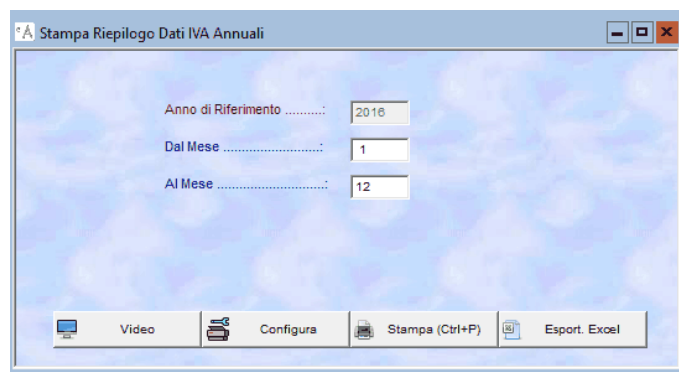 Stampa Riepilogo Dati IVA Annuali
Anno di Riferimento ..........: 2016
Dal Mese ..........................: 1
Al Mese .............................: 12
Video Configura Stampa (Ctrl+P) Esport. Excel